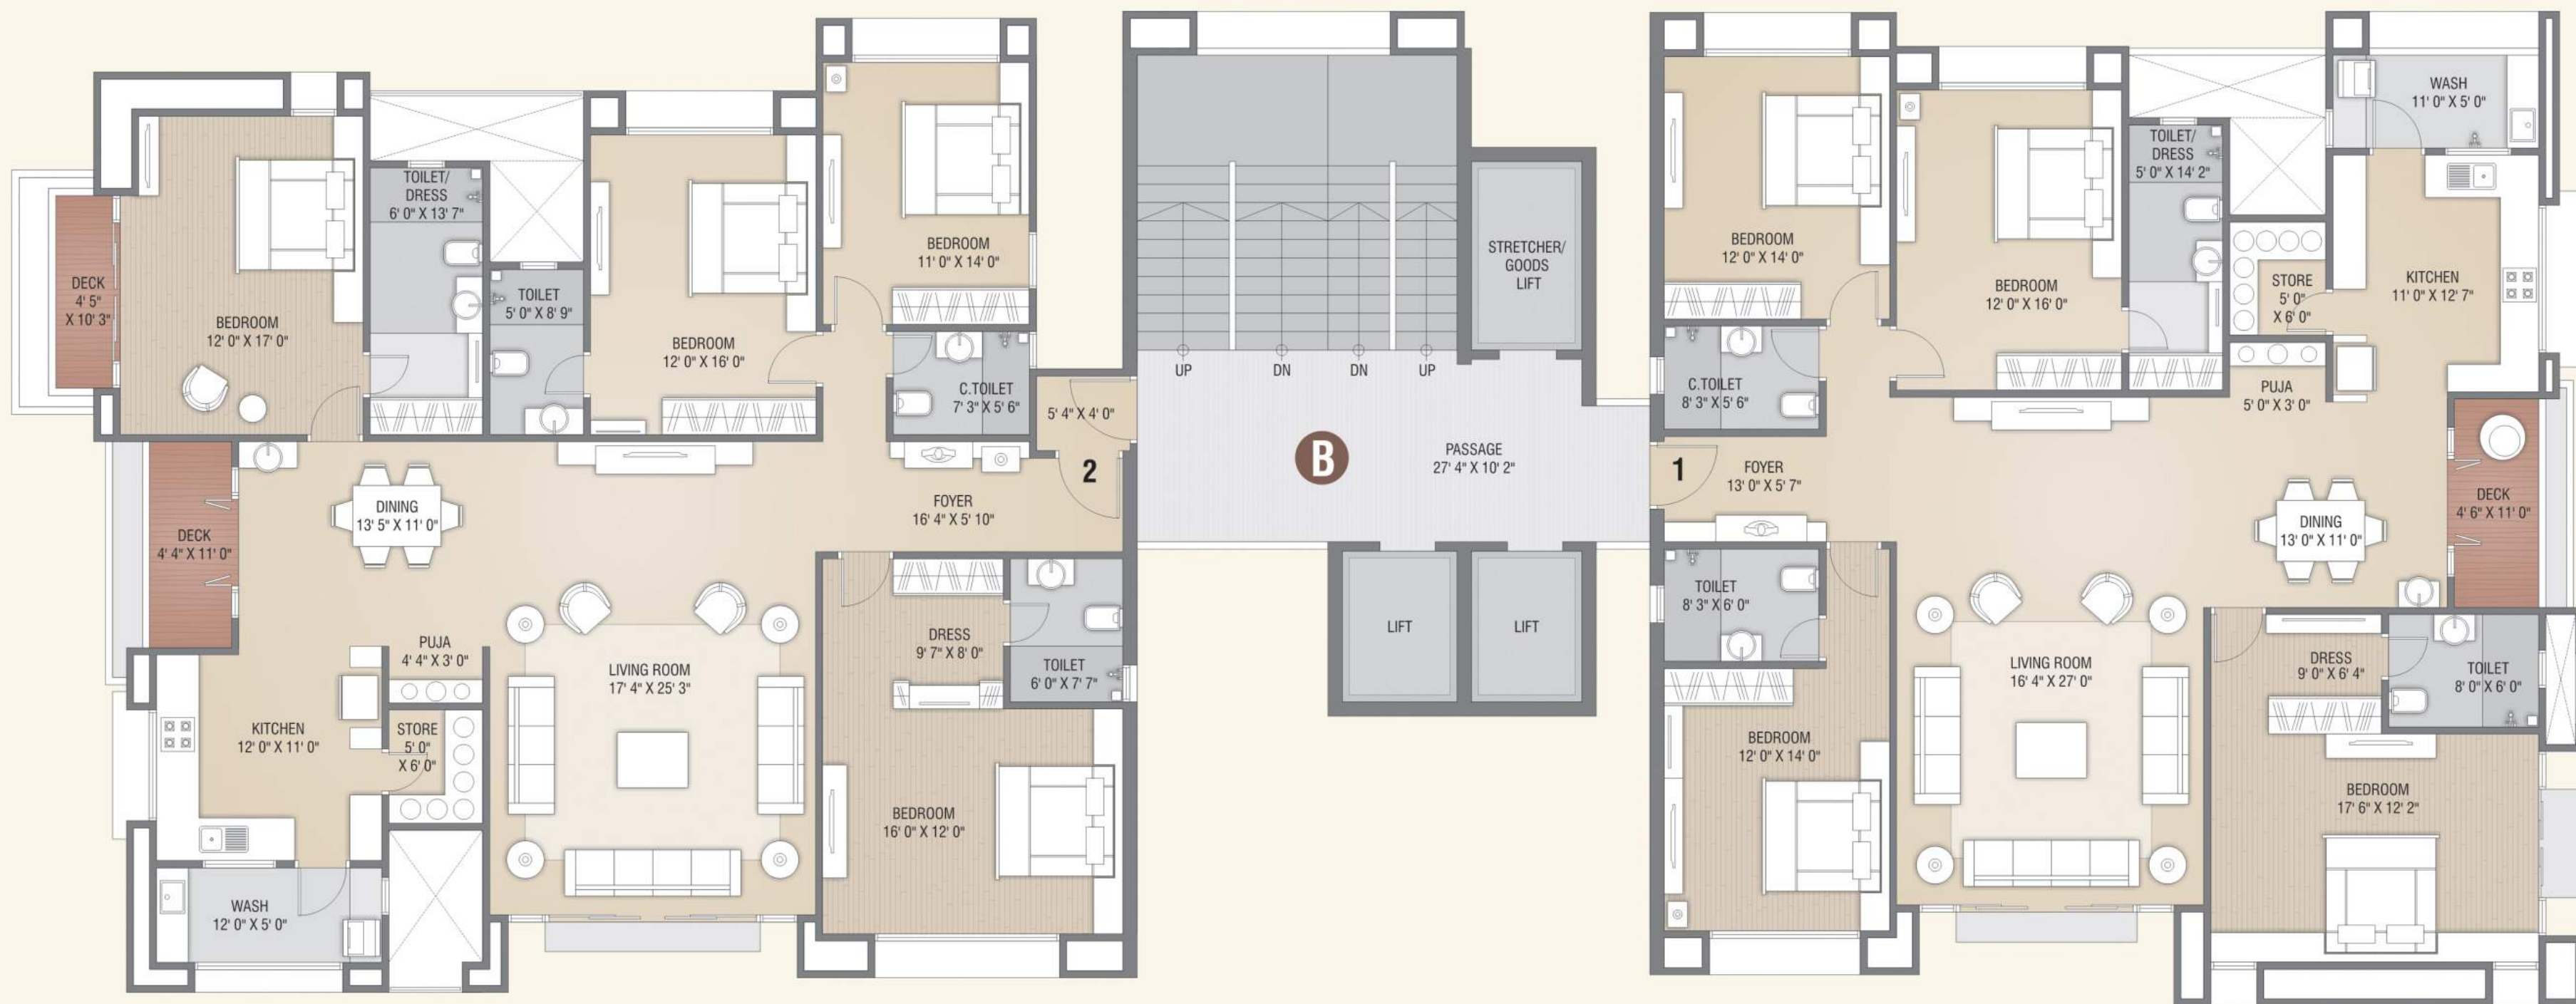 BEDROOM
12' 0" X 17' 0"
DECK
4' 5"
X 10' 3"
TOILET/
DRESS
6' 0" X 13' 7"
TOILET
5' 0" X 8' 9"
BEDROOM
12' 0" X 16' 0"
BEDROOM
11' 0" X 14' 0"
C.TOILET
7' 3" X 5' 6"
5' 4" X 4' 0"
2
FOYER
16' 4" X 5' 10"
DINING
13' 5" X 11' 0"
DECK
4' 4" X 11' 0"
PUJA
4' 4" X 3' 0"
LIVING ROOM
17' 4" X 25' 3"
KITCHEN
12' 0" X 11' 0"
STORE
5' 0"
X 6' 0"
WASH
12' 0" X 5' 0"
DRESS
9' 7" X 8' 0"
TOILET
6' 0" X 7' 7"
BEDROOM
16' 0" X 12' 0"
UP
DN
DN
UP
STRETCHER/
GOODS
LIFT
B
PASSAGE
27' 4" X 10' 2"
LIFT
LIFT
BEDROOM
12' 0" X 14' 0"
BEDROOM
12' 0" X 16' 0"
TOILET/
DRESS
5' 0" X 14' 2"
WASH
11' 0" X 5' 0"
STORE
5' 0"
X 6' 0"
KITCHEN
11' 0" X 12' 7"
C.TOILET
8' 3" X 5' 6"
PUJA
5' 0" X 3' 0"
1
FOYER
13' 0" X 5' 7"
DINING
13' 0" X 11' 0"
DECK
4' 6" X 11' 0"
TOILET
8' 3" X 6' 0"
LIVING ROOM
16' 4" X 27' 0"
DRESS
9' 0" X 6' 4"
TOILET
8' 0" X 6' 0"
BEDROOM
12' 0" X 14' 0"
BEDROOM
17' 6" X 12' 2"